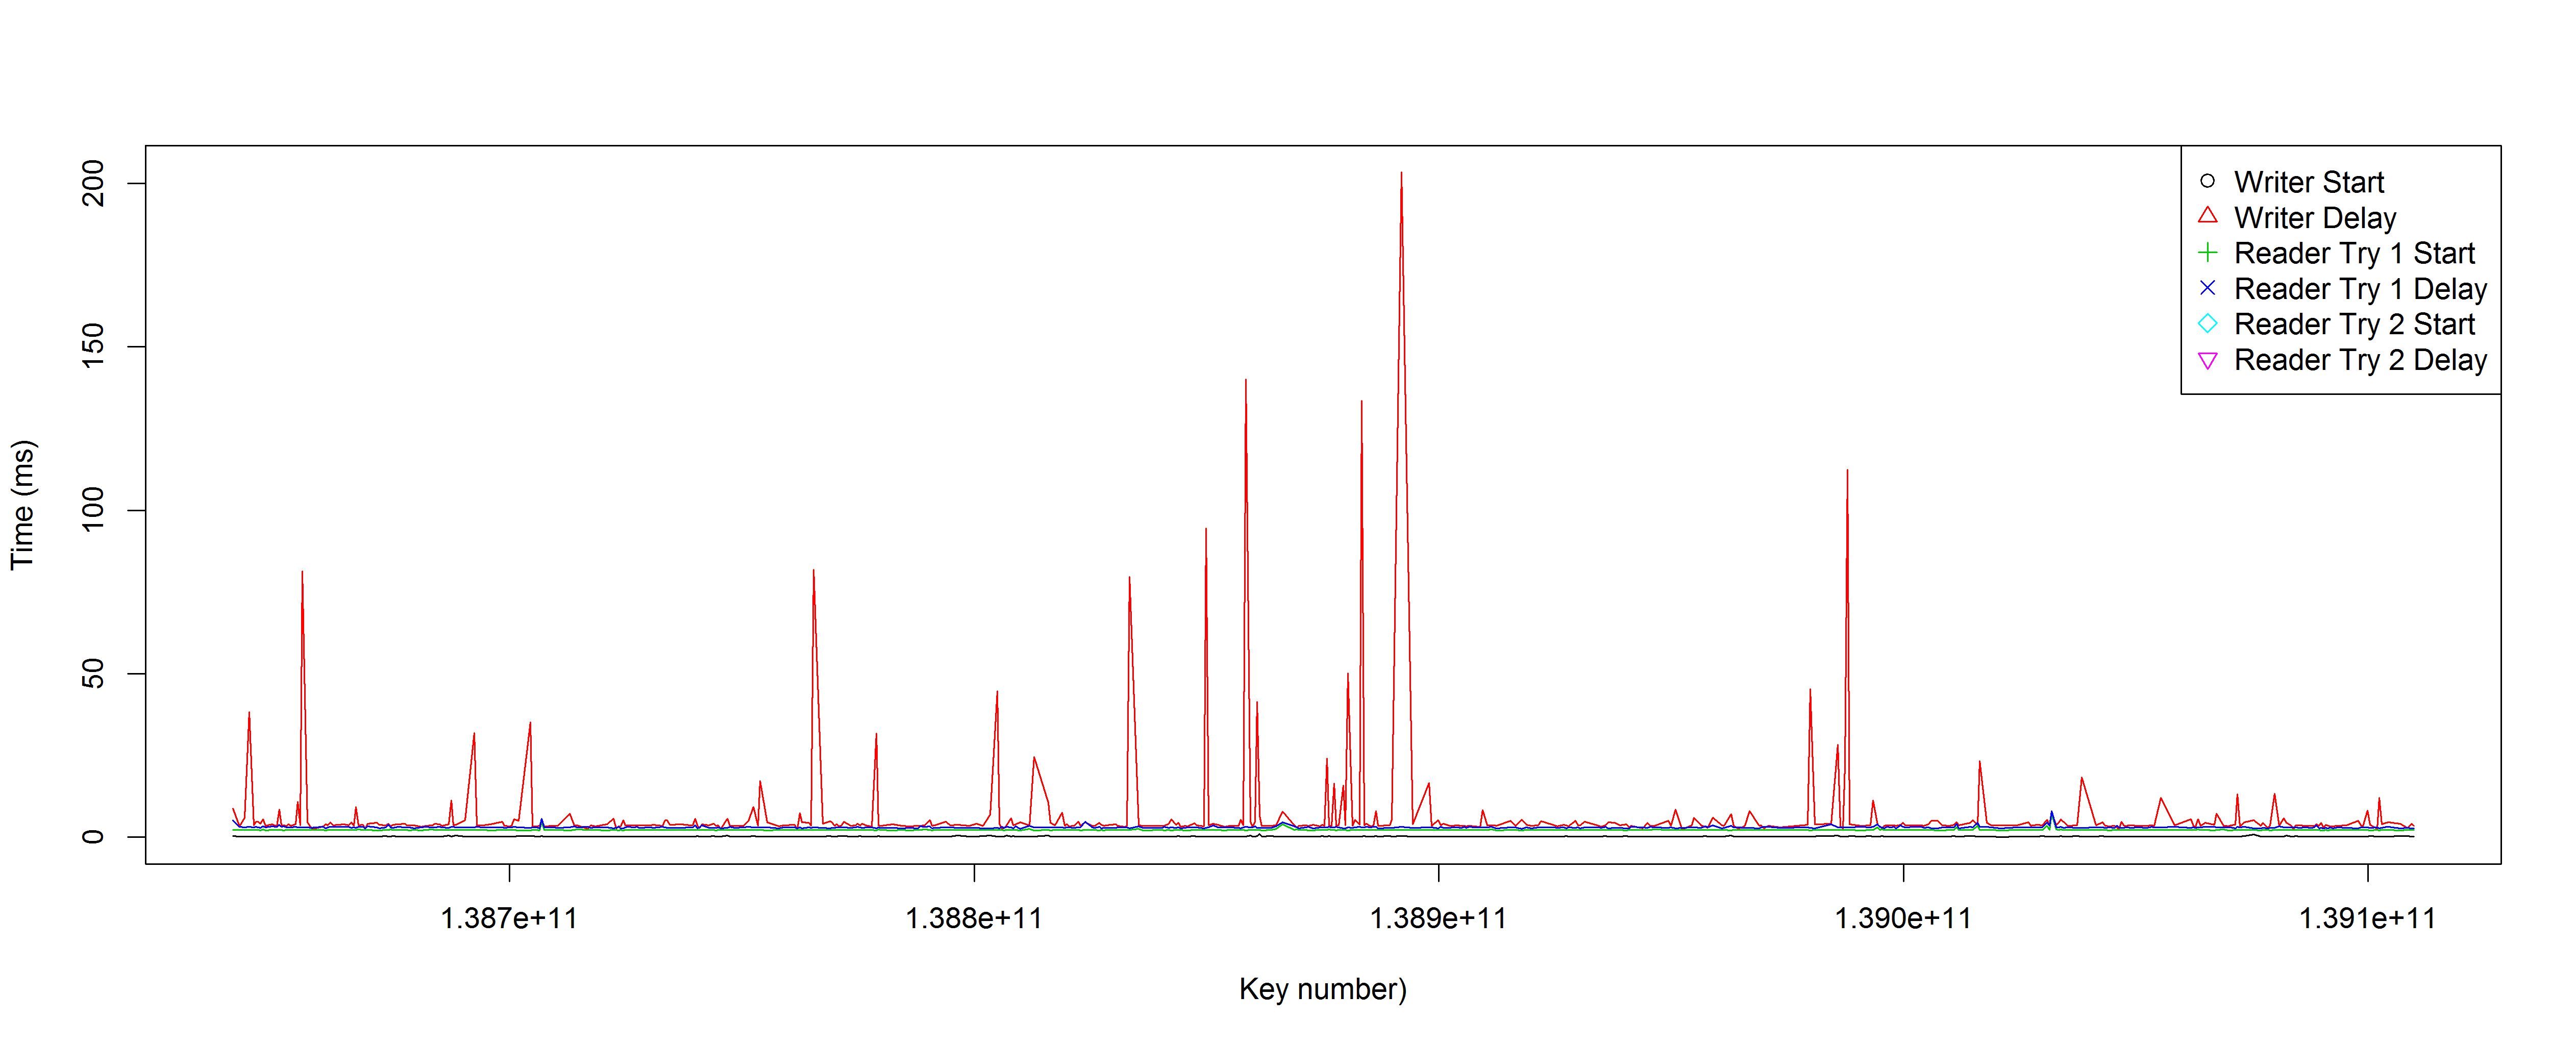 Writer Start
Writer Delay
Reader Try 1 Start
Reader Try 1 Delay
Reader Try 2 Start
Reader Try 2 Delay
Time (ms)
200
150
100
50
0
1.387e+11 1.388e+11 1.389e+11 1.390e+11 1.391e+11
Key number)